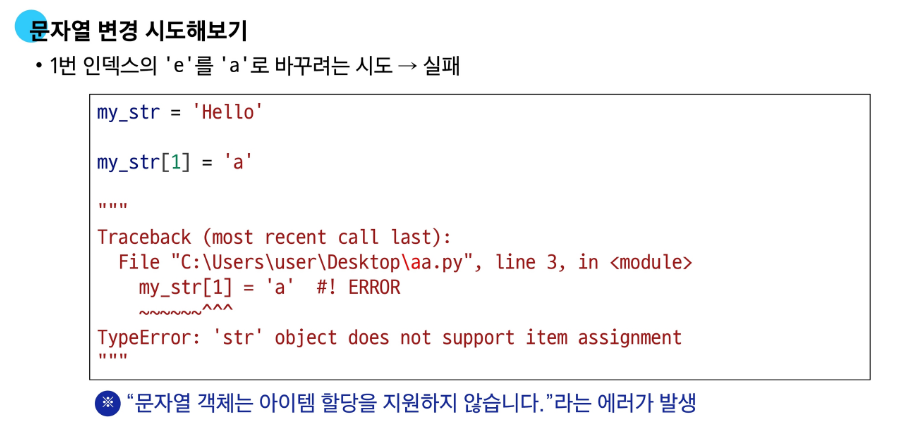 문자열 변경 시도해보기
• 1번 인덱스의 'e'를 'a'로 바꾸려는 시도 → 실패
my_str = 'Hello'
my_str[1] = 'a'
"""
Traceback (most recent call last):
  File "C:\Users\user\Desktop\aa.py", line 3, in <module>
    my_str[1] = 'a'  #! ERROR
    ~~~~~~^^^
TypeError: 'str' object does not support item assignment
"""
※ “문자열 객체는 아이템 할당을 지원하지 않습니다.”라는 에러가 발생